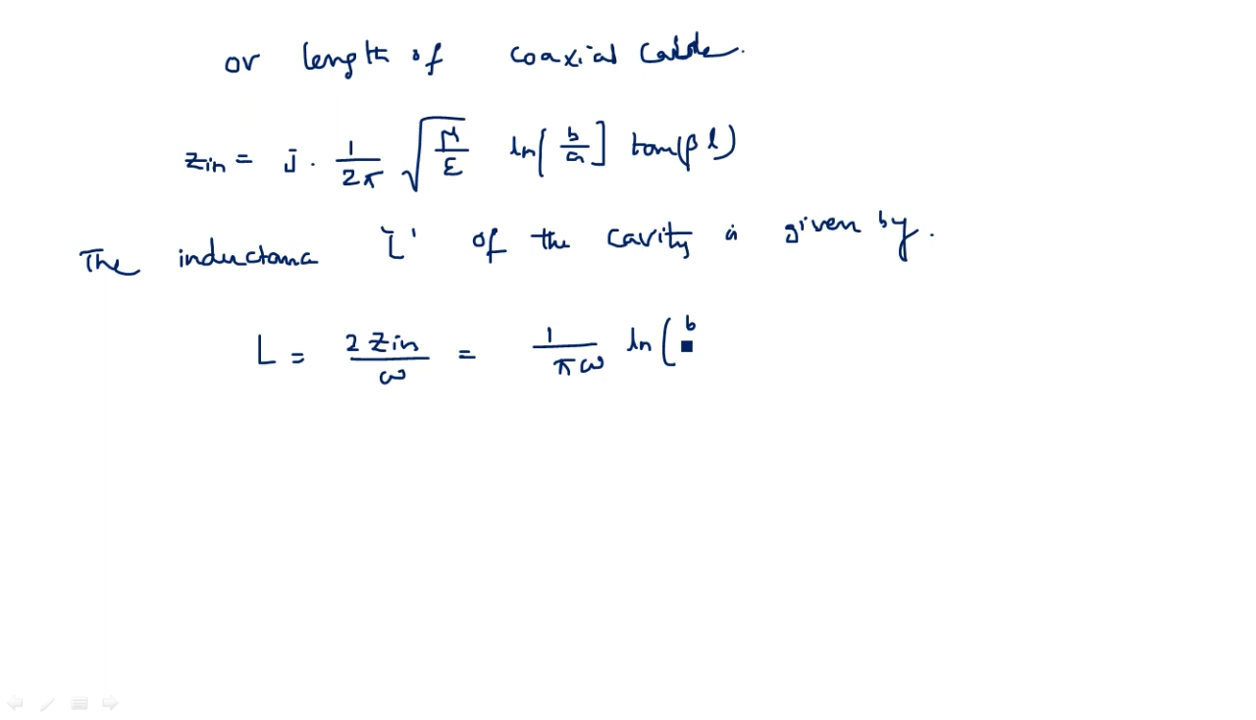 or length of coaxial cable.
Zin = j · 1/2π √(μ/ε) ln[b/a] tan(βl)
The inductance 'L' of the cavity is given by.
L = 2 Zin/ω = 1/πω ln(b